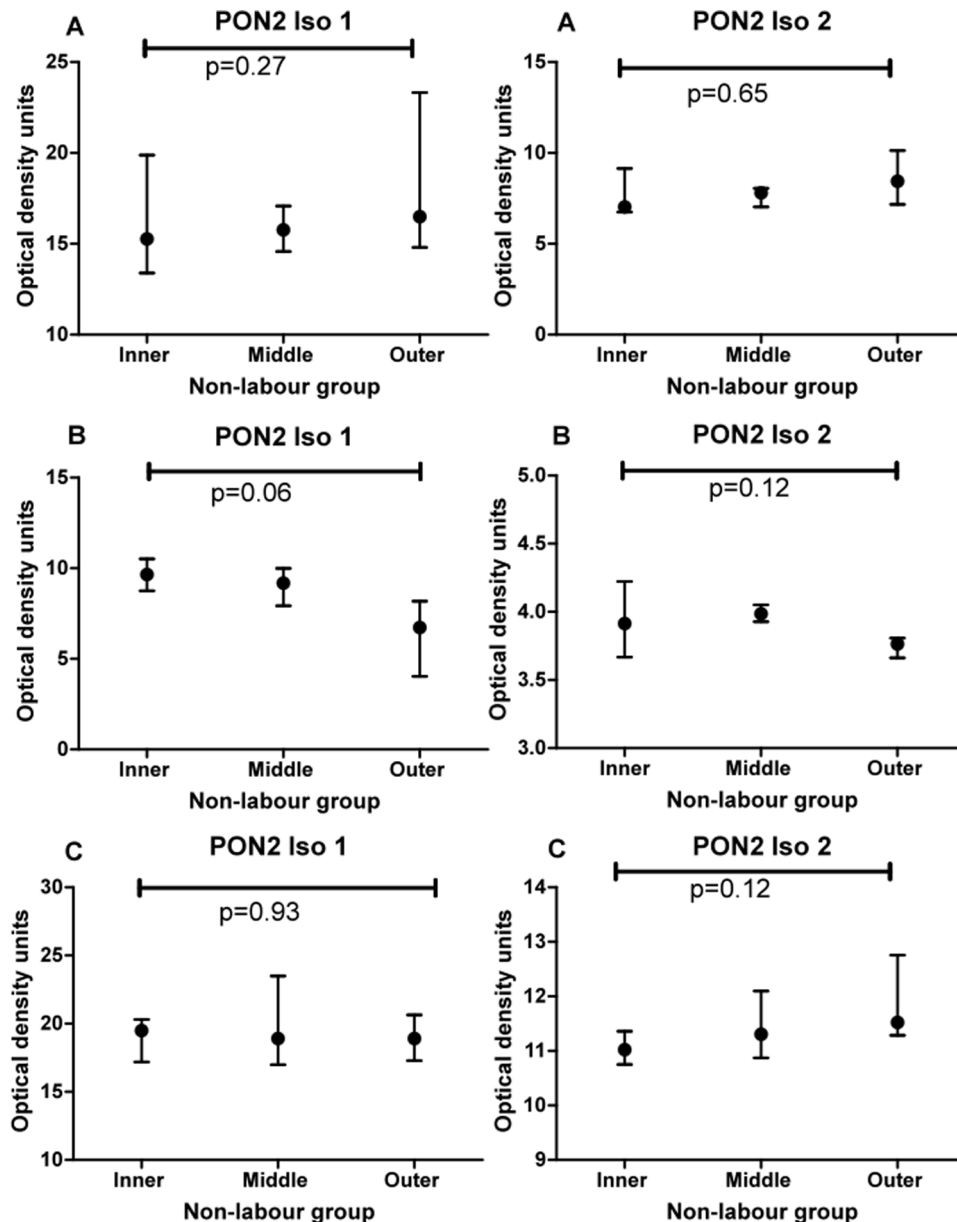 A
PON2 Iso 1
p=0.27
Optical density units
25
20
15
10
Inner Middle Outer
Non-labour group
A
PON2 Iso 2
p=0.65
Optical density units
15
10
5
0
Inner Middle Outer
Non-labour group
B
PON2 Iso 1
p=0.06
Optical density units
15
10
5
0
Inner Middle Outer
Non-labour group
B
PON2 Iso 2
p=0.12
Optical density units
5.0
4.5
4.0
3.5
3.0
Inner Middle Outer
Non-labour group
C
PON2 Iso 1
p=0.93
Optical density units
30
25
20
15
10
Inner Middle Outer
Non-labour group
C
PON2 Iso 2
p=0.12
Optical density units
14
13
12
11
10
9
Inner Middle Outer
Non-labour group